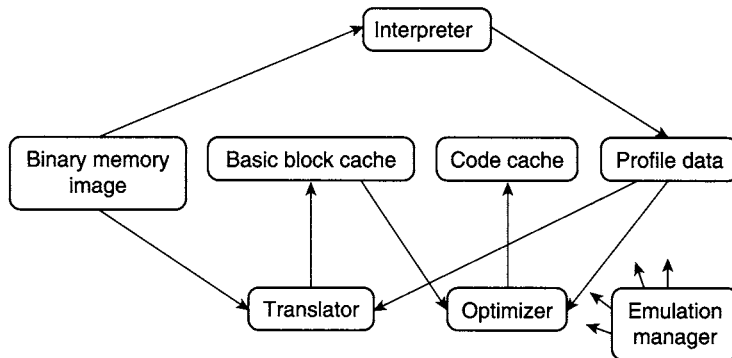 Interpreter
Binary memory
image
Basic block cache
Code cache
Profile data
Translator
Optimizer
Emulation
manager